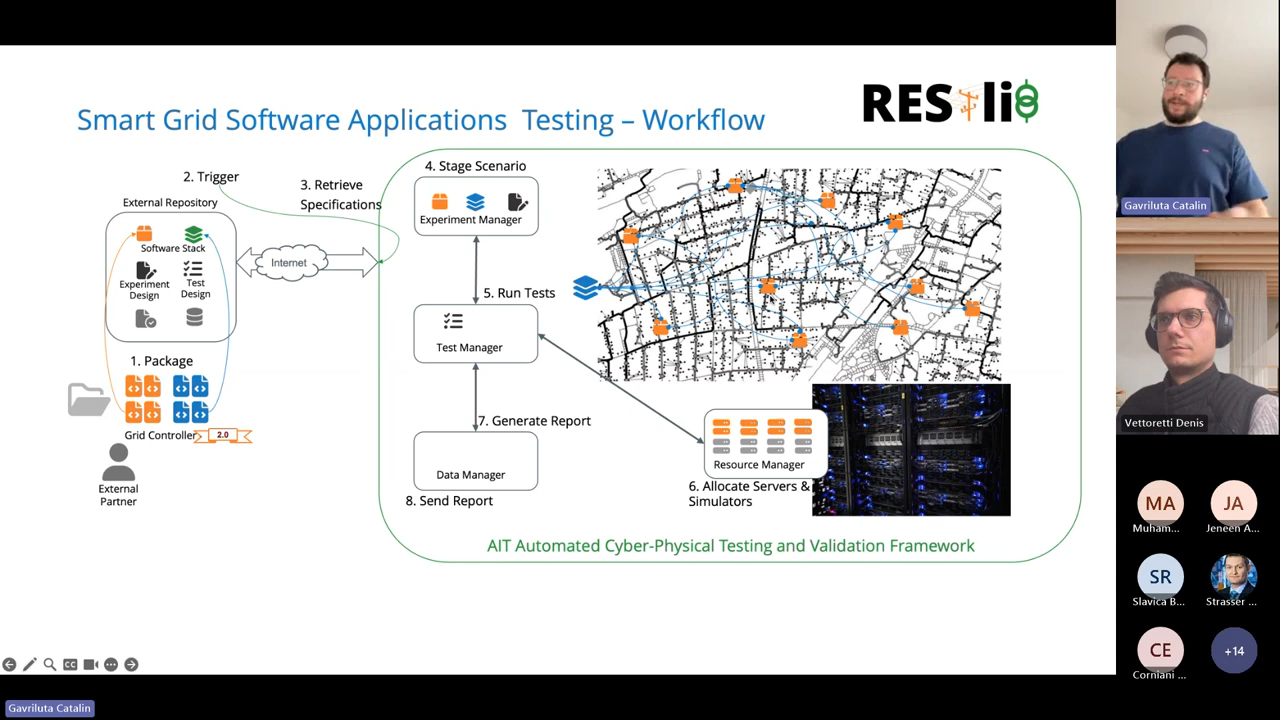 Smart Grid Software Applications Testing – Workflow
RES li
2. Trigger
External Repository
3. Retrieve
Specifications
Software Stack
Experiment
Design
Test
Design
Internet
1. Package
Grid Controller
2.0
External
Partner
4. Stage Scenario
Experiment Manager
5. Run Tests
Test Manager
7. Generate Report
Data Manager
8. Send Report
Resource Manager
6. Allocate Servers &
Simulators
AIT Automated Cyber-Physical Testing and Validation Framework
CC
Gavriluta Catalin
Gavriluta Catalin
Vettoretti Denis
MA
Muham...
JA
Jeneen A...
SR
Slavica B...
Strasser ...
CE
Corniani ...
+14